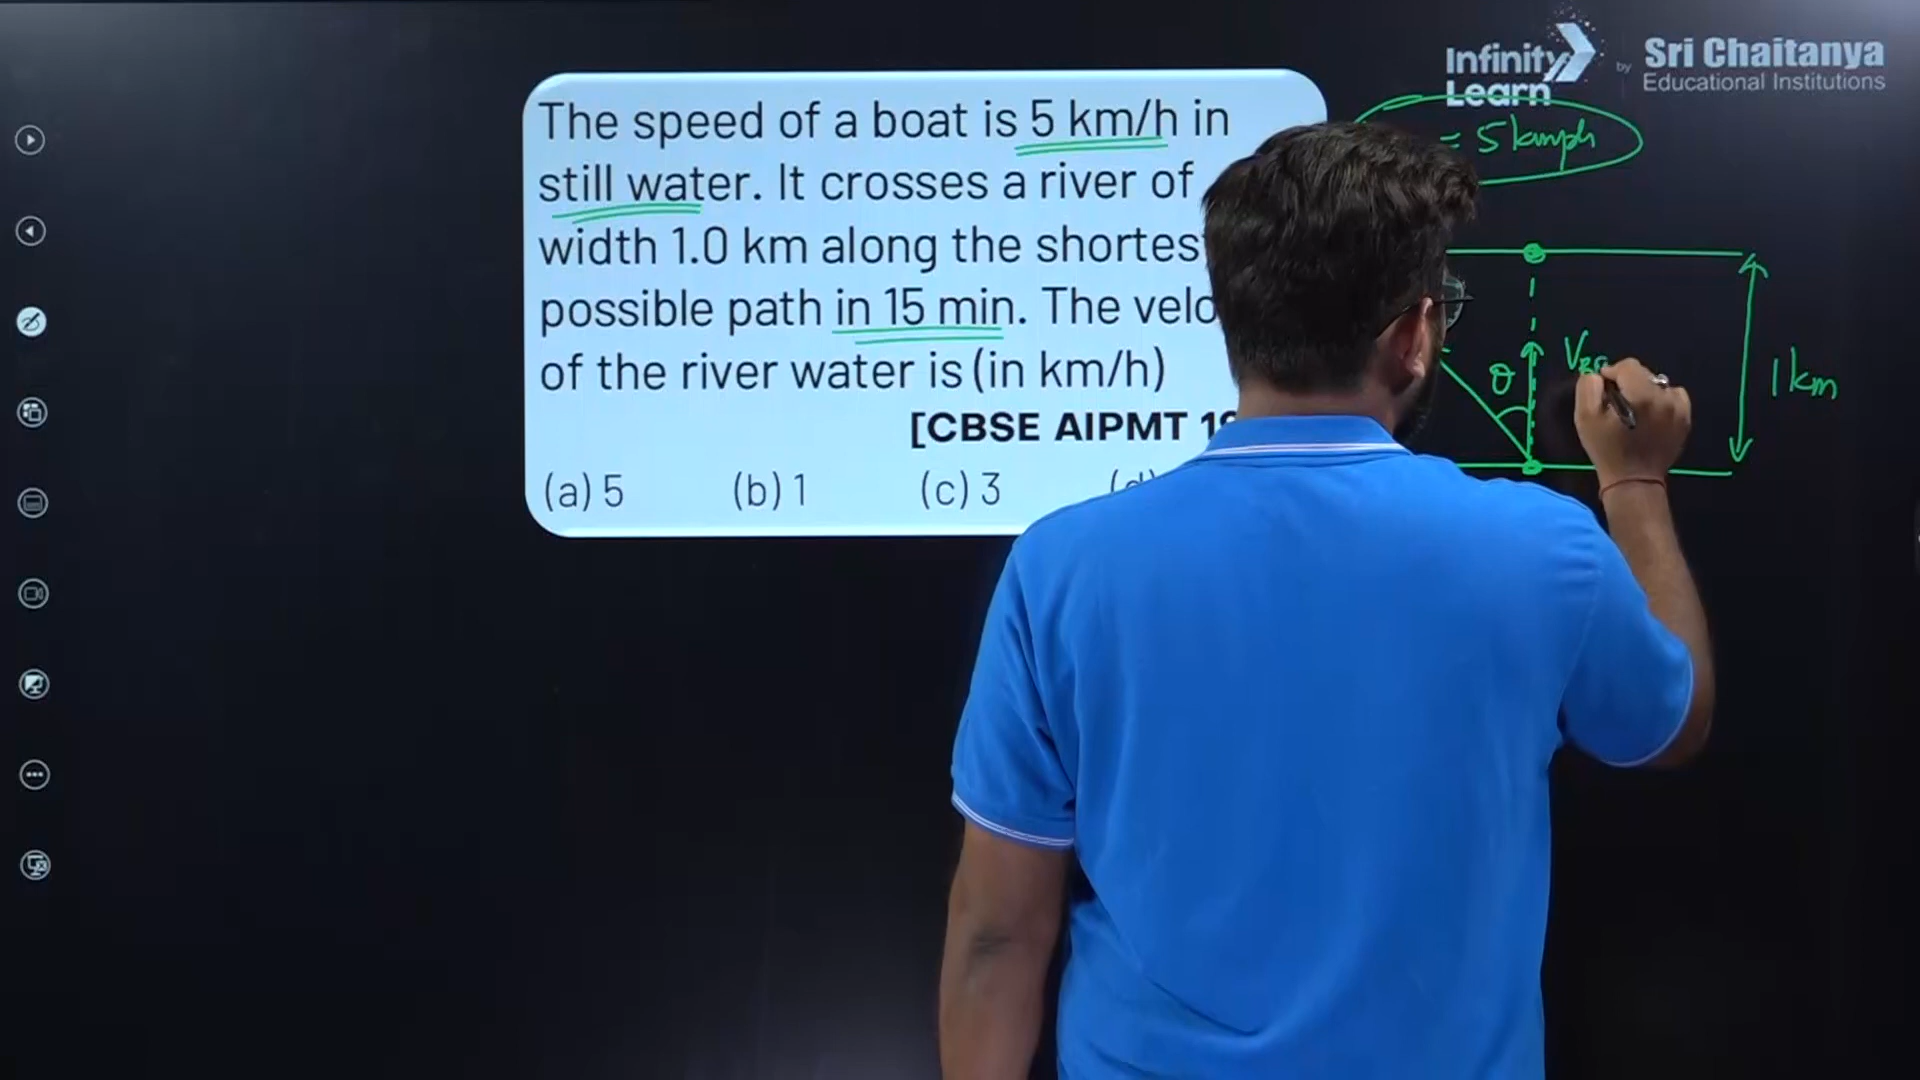 Infinity
Learn
by
Sri Chaitanya
Educational Institutions
The speed of a boat is 5 km/h in
still water. It crosses a river of
width 1.0 km along the shortes
possible path in 15 min. The velo
of the river water is (in km/h)
[CBSE AIPMT 19
(a) 5 (b) 1 (c) 3 (d)
= 5 kmph
θ
1 km